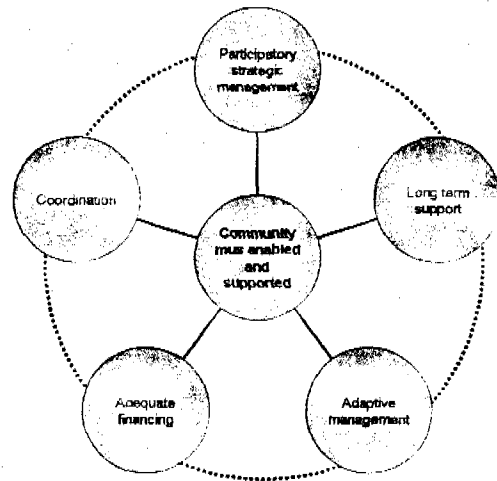 Participatory
strategic
management
Coordination
Long term
support
Community
mus enabled
and
supported
Adequate
financing
Adaptive
management